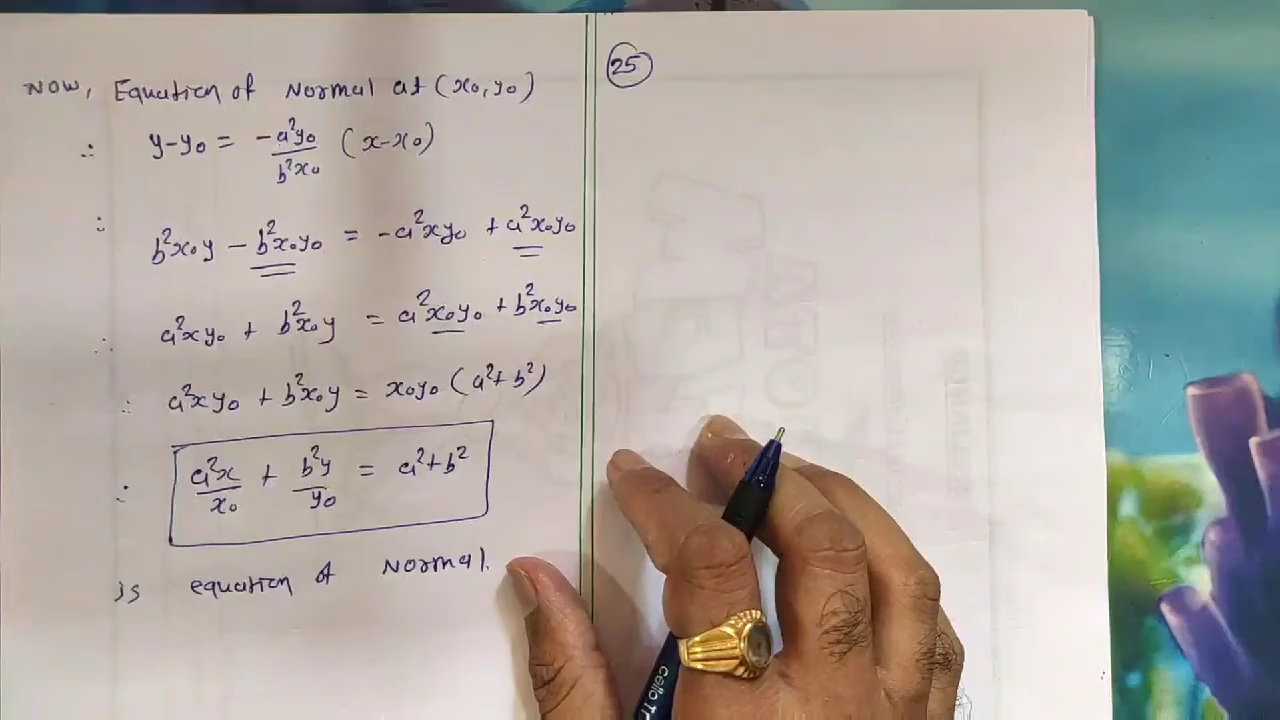 NOW, Equation of Normal at (x₀, y₀)
∴ y-y₀ = -a²y₀/b²x₀ (x-x₀)
∴ b²x₀y - b²x₀y₀ = -a²xy₀ + a²x₀y₀
∴ a²xy₀ + b²x₀y = a²x₀y₀ + b²x₀y₀
∴ a²xy₀ + b²x₀y = x₀y₀ (a²+b²)
∴ a²x/x₀ + b²y/y₀ = a²+b²
is equation of Normal.
25
cello Tr